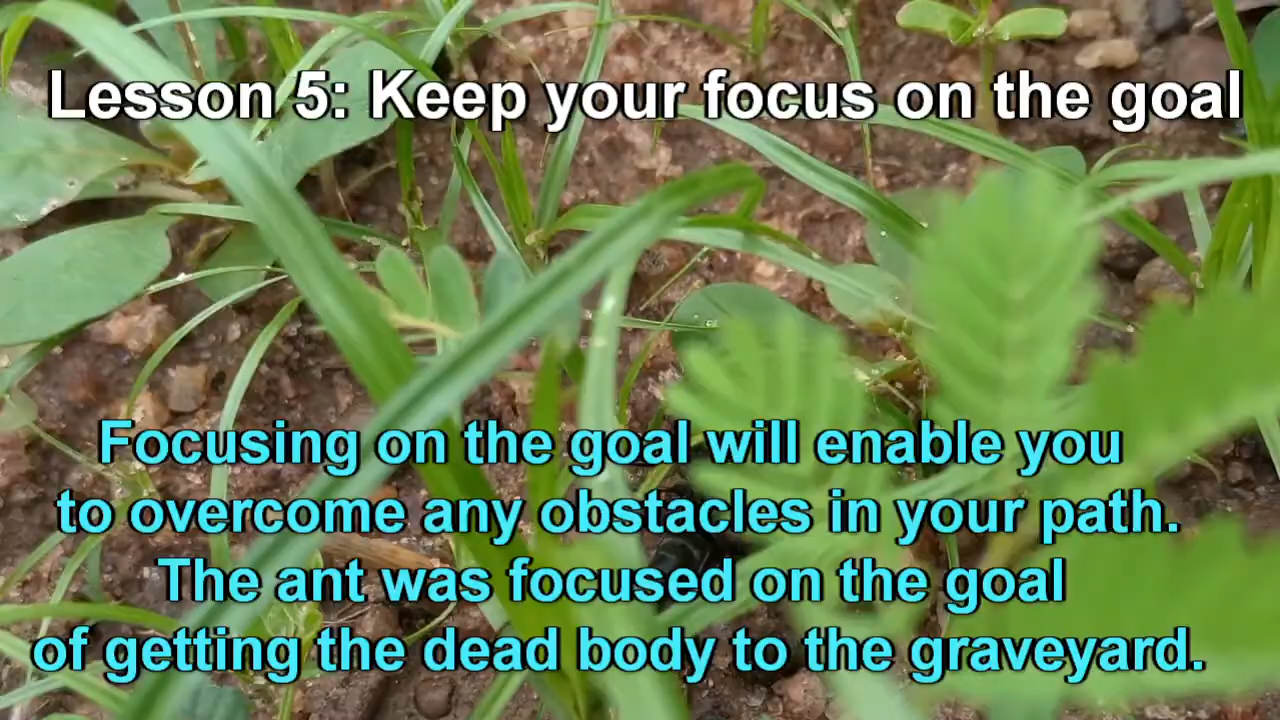 Lesson 5: Keep your focus on the goal
Focusing on the goal will enable you
to overcome any obstacles in your path.
The ant was focused on the goal
of getting the dead body to the graveyard.